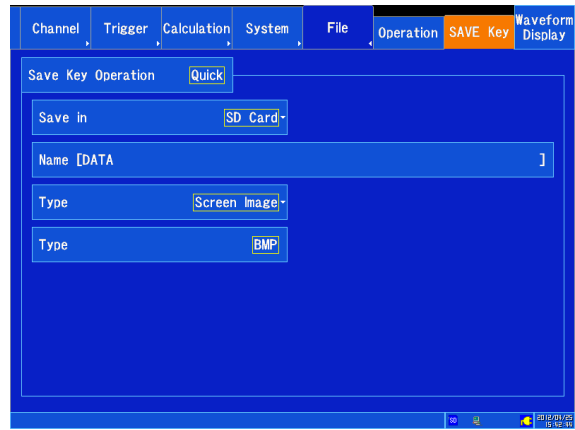 Channel Trigger Calculation System File Operation SAVE Key Waveform Display
Save Key Operation Quick
Save in SD Card
Name [DATA ]
Type Screen Image
Type BMP
SD 2012/04/25
15:42:44